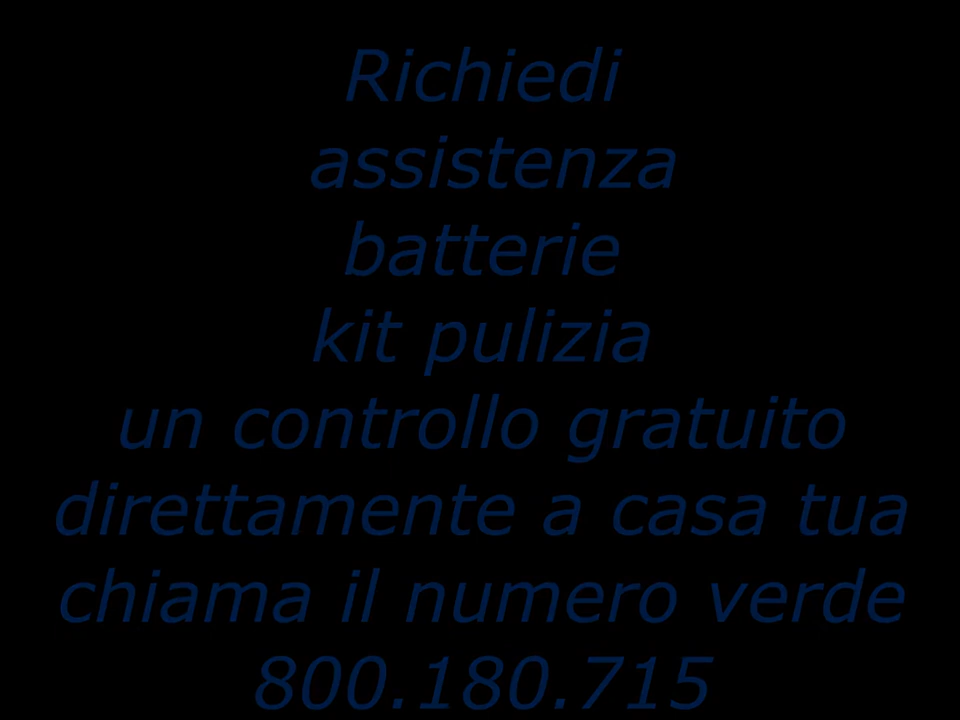 Richiedi
assistenza
batterie
kit pulizia
un controllo gratuito
direttamente a casa tua
chiama il numero verde
800.180.715